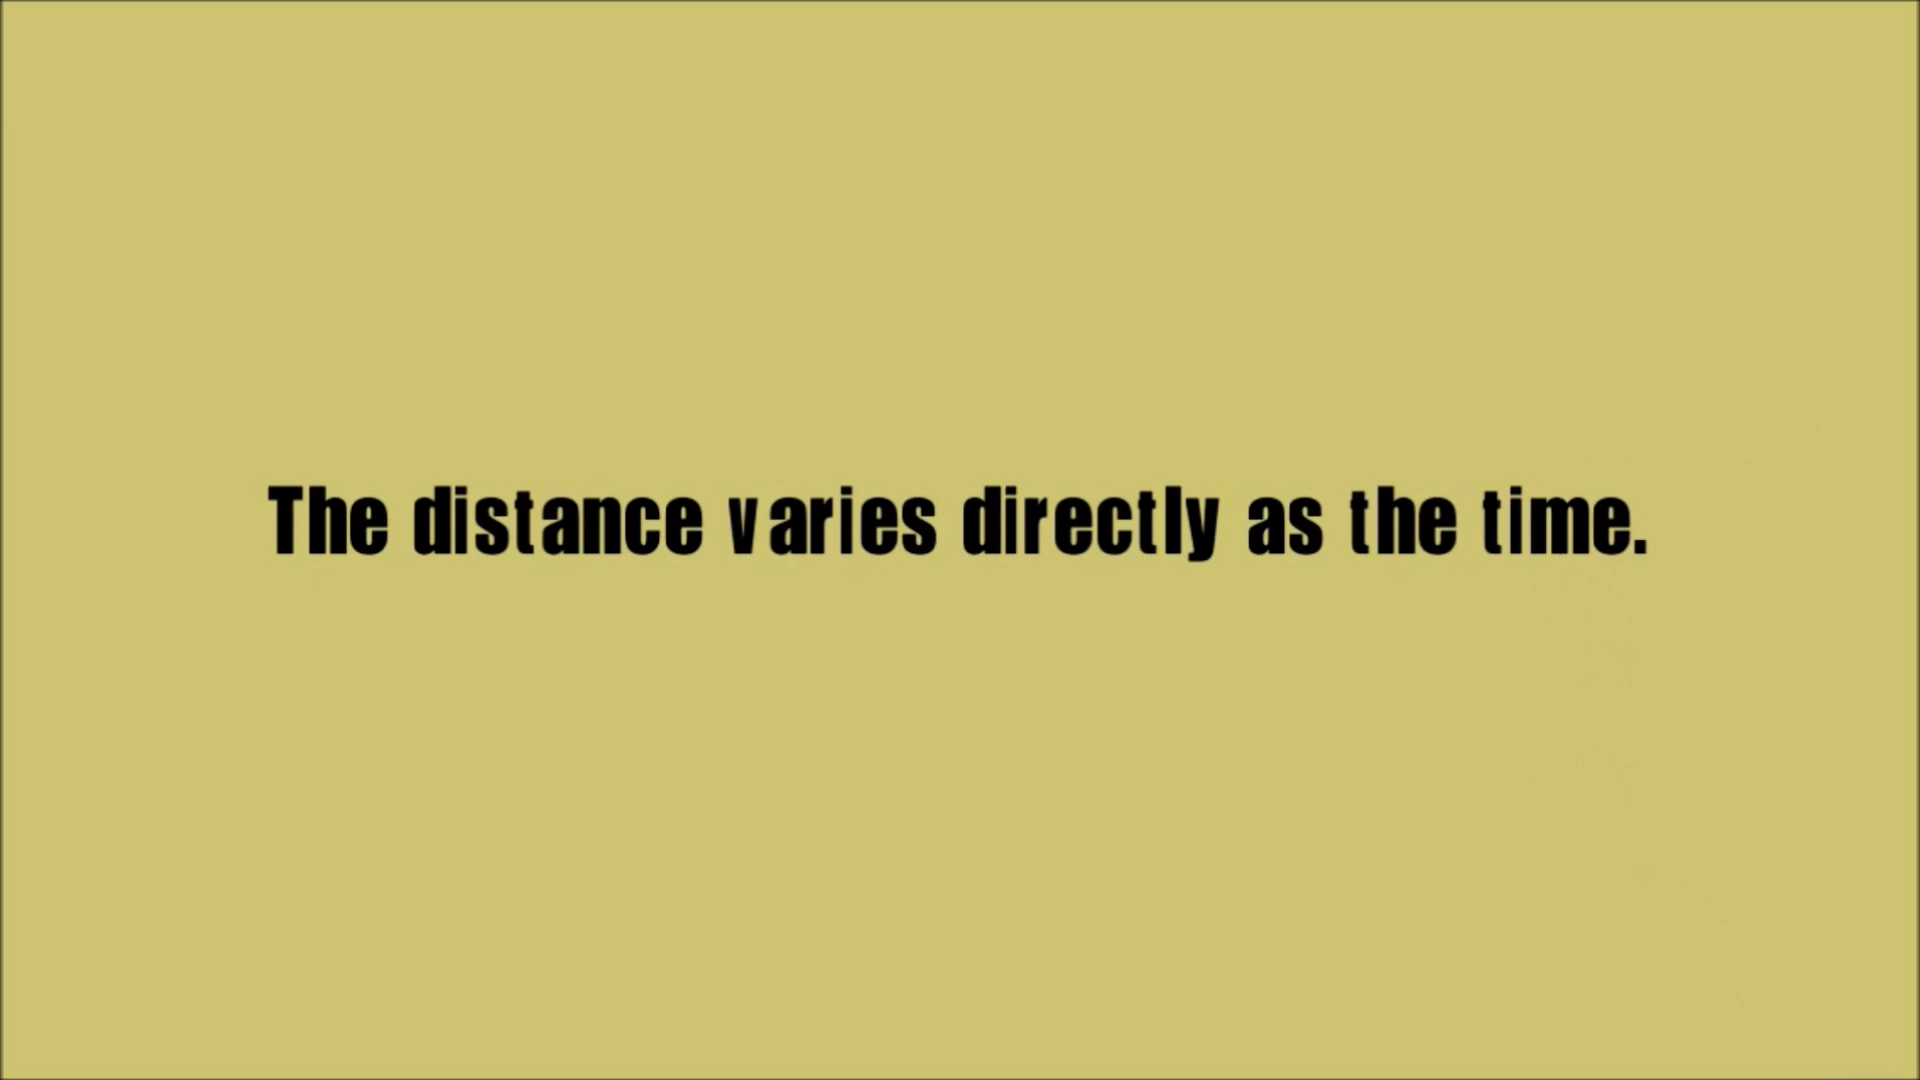 The distance varies directly as the time.